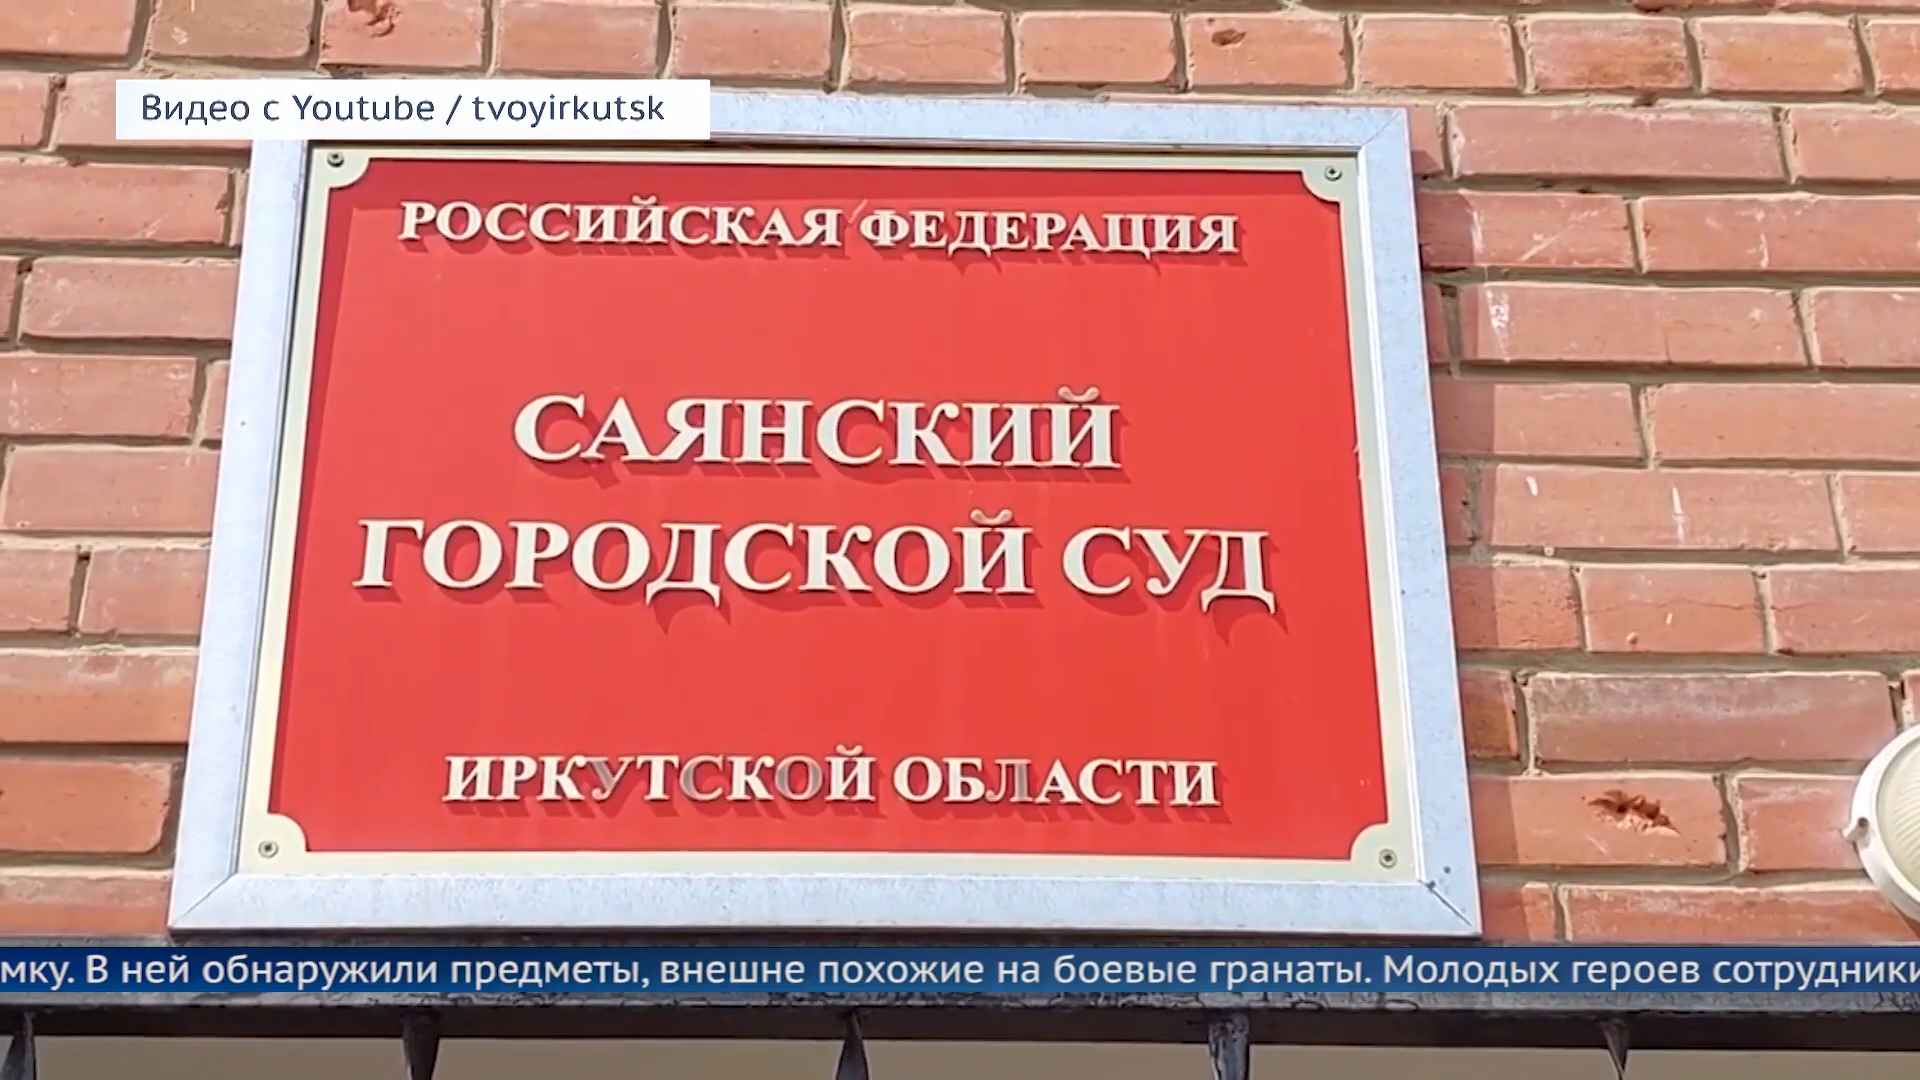 Видео с Youtube / tvoyirkutsk
РОССИЙСКАЯ ФЕДЕРАЦИЯ
САЯНСКИЙ
ГОРОДСКОЙ СУД
ИРКУТСКОЙ ОБЛАСТИ
мку. В ней обнаружили предметы, внешне похожие на боевые гранаты. Молодых героев сотрудники